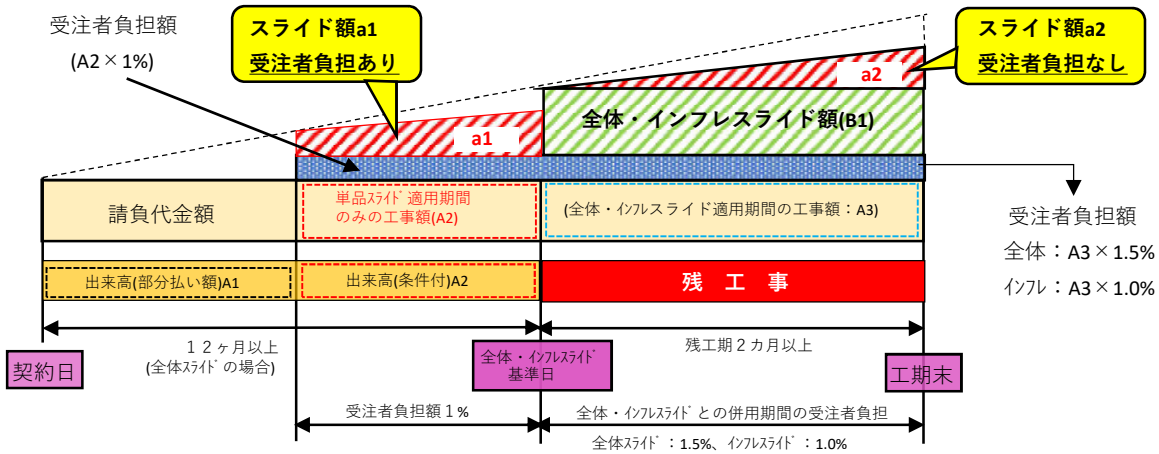 受注者負担額
(A2×1%)
スライド額a1
受注者負担あり
スライド額a2
受注者負担なし
a2
a1
全体・インフレスライド額(B1)
請負代金額
単品ｽﾗｲﾄﾞ適用期間
のみの工事額(A2)
(全体・ｲﾝﾌﾚスライド適用期間の工事額：A3)
受注者負担額
全体：A3×1.5%
ｲﾝﾌﾚ：A3×1.0%
出来高(部分払い額)A1
出来高(条件付)A2
残 工 事
１２ヶ月以上
(全体ｽﾗｲﾄﾞの場合)
残工期２カ月以上
契約日
全体・ｲﾝﾌﾚｽﾗｲﾄﾞ
基準日
工期末
受注者負担額１%
全体・ｲﾝﾌﾚｽﾗｲﾄﾞとの併用期間の受注者負担
全体ｽﾗｲﾄﾞ：1.5%、ｲﾝﾌﾚｽﾗｲﾄﾞ：1.0%